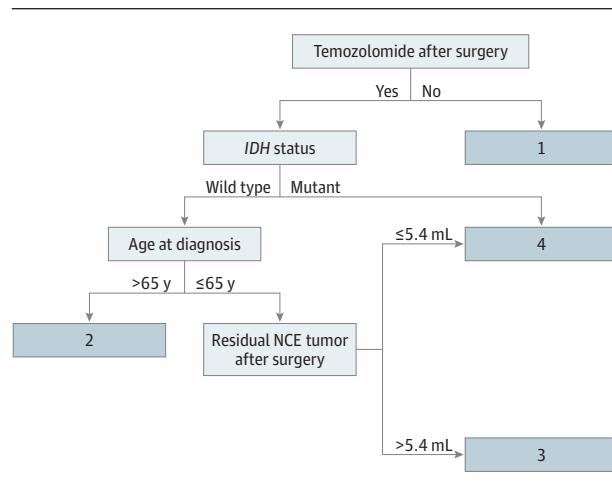 Temozolomide after surgery
Yes No
IDH status
1
Wild type Mutant
Age at diagnosis
≤5.4 mL
4
>65 y ≤65 y
2
Residual NCE tumor
after surgery
>5.4 mL
3